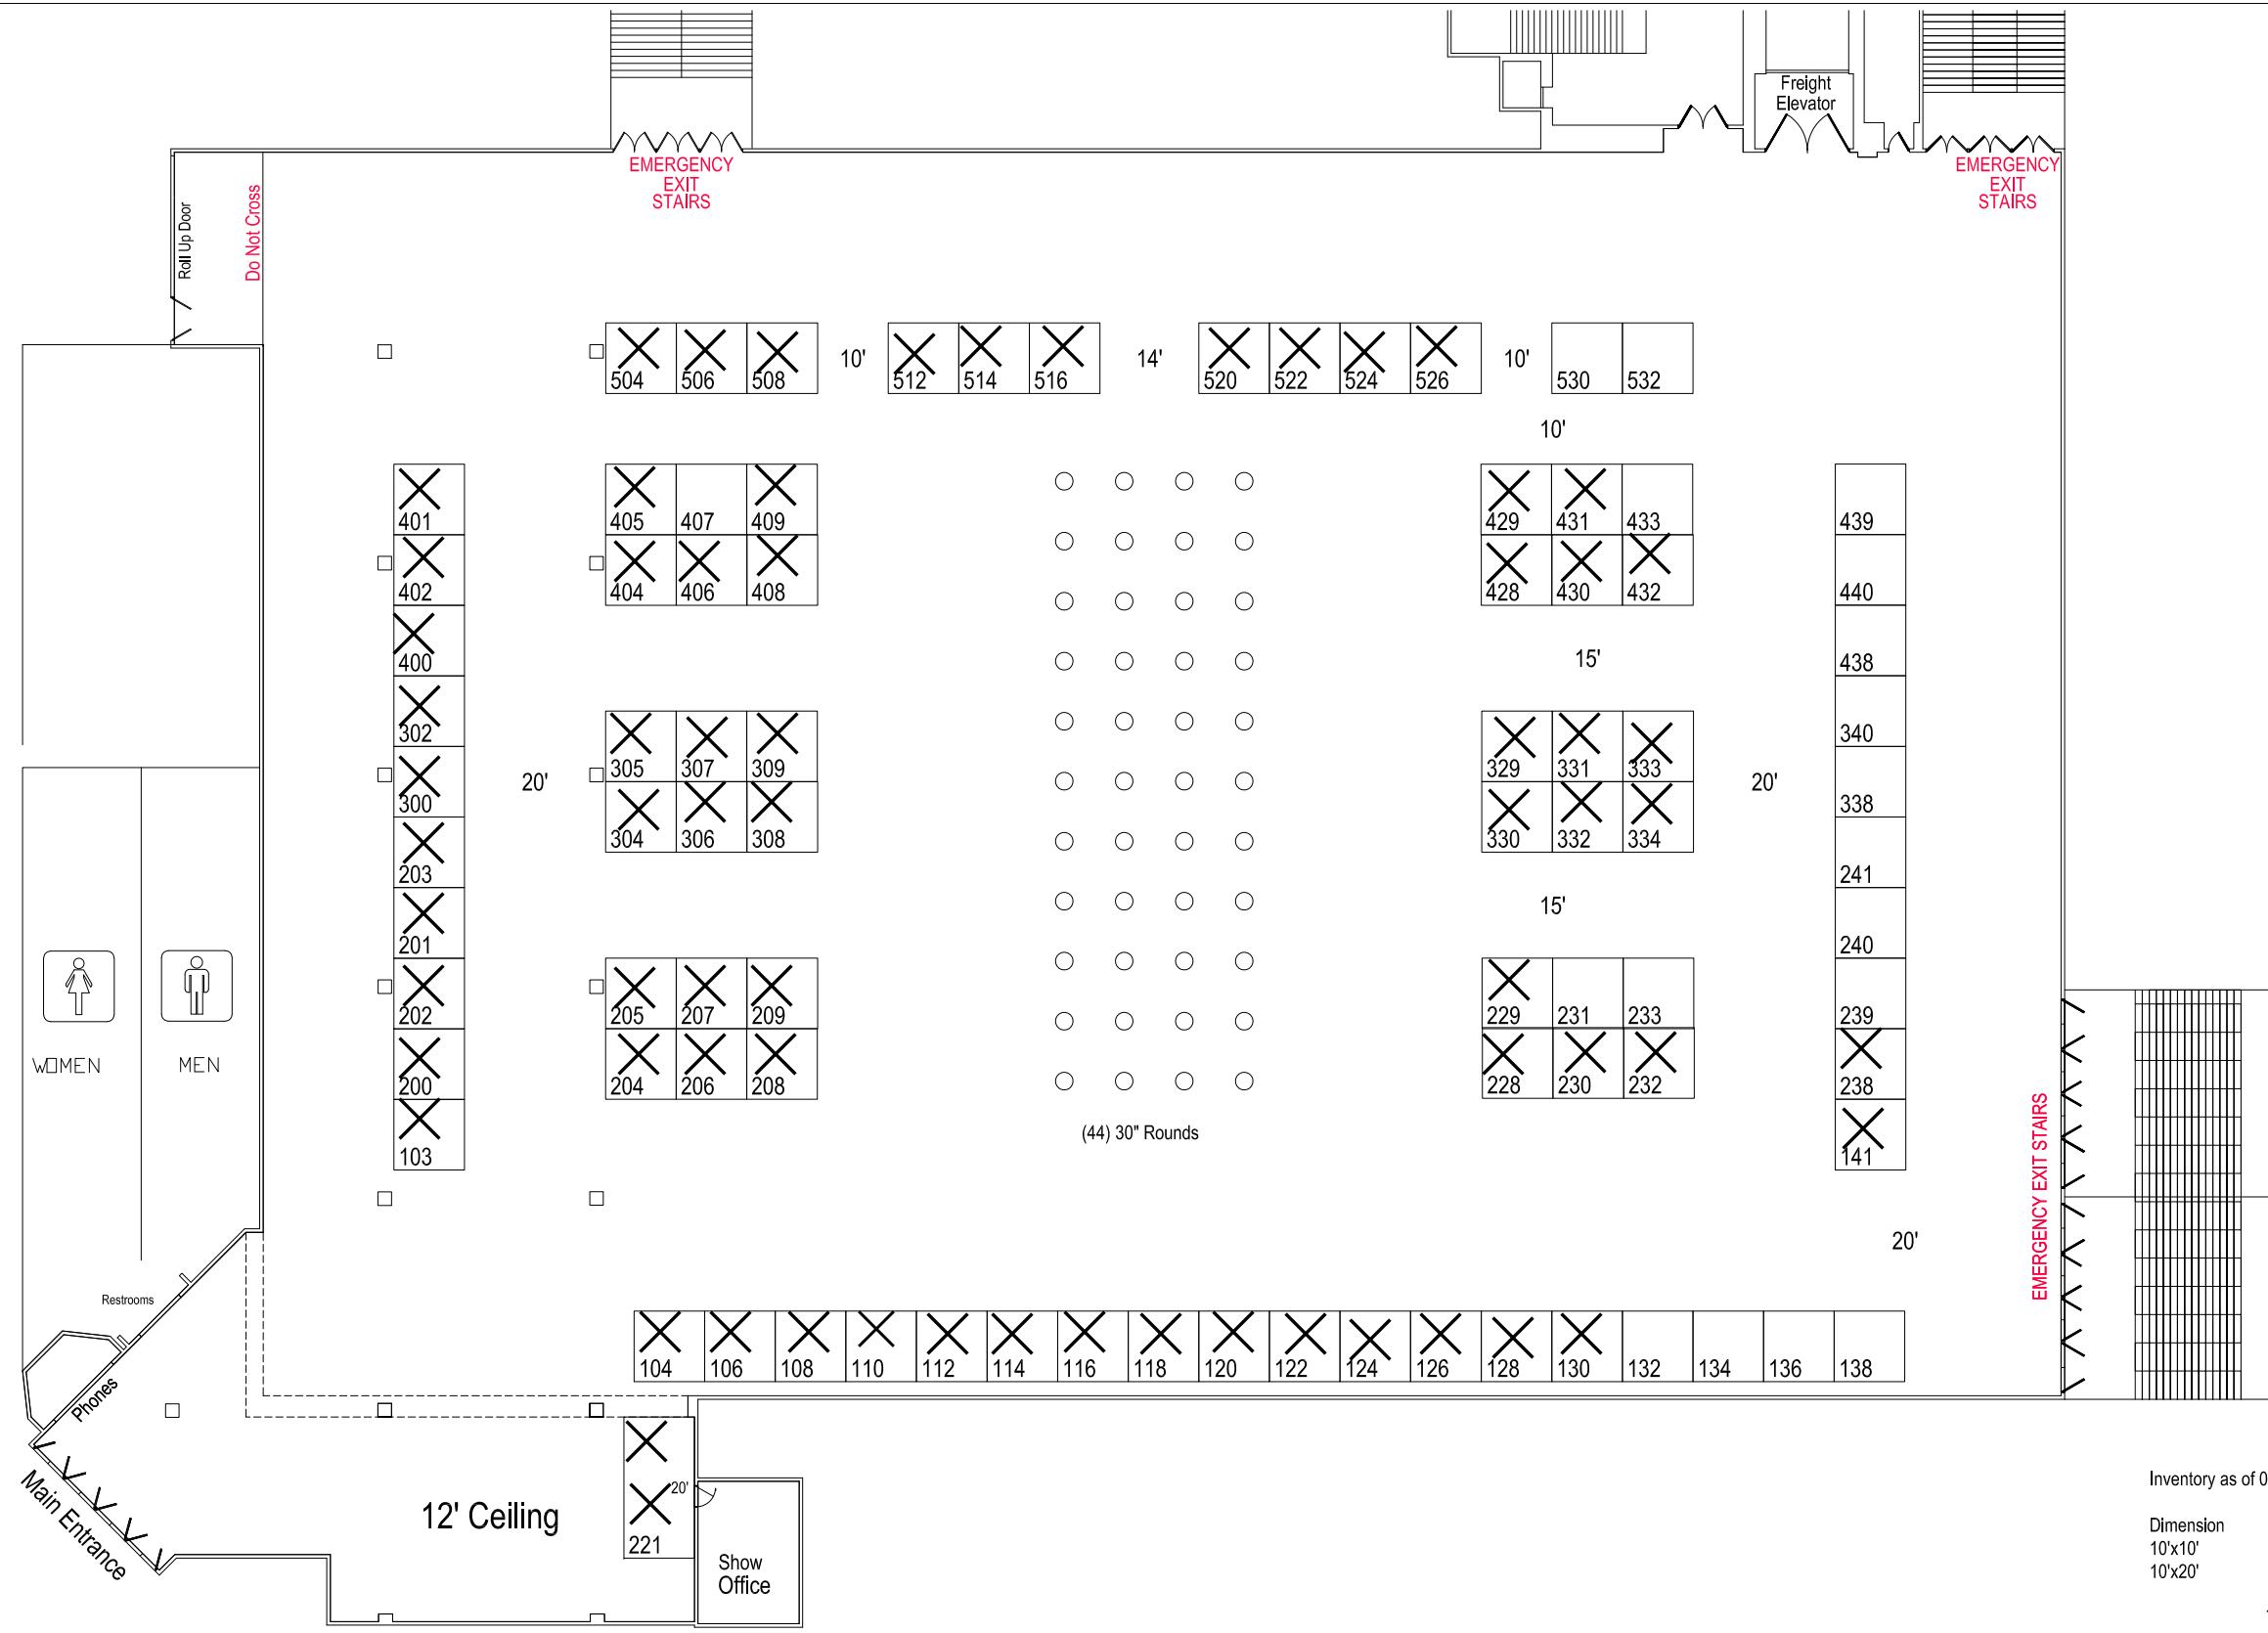 Freight
Elevator
EMERGENCY
EXIT
STAIRS
EMERGENCY
EXIT
STAIRS
Roll Up Door
Do Not Cross
504 506 508 10' 512 514 516 14' 520 522 524 526 10' 530 532
10'
401 405 407 409 429 431 433 439
402 404 406 408 428 430 432 440
400 15' 438
302 340
305 307 309 329 331 333
300 20' 20' 338
304 306 308 330 332 334
203 241
201 15' 240
202 205 207 209 229 231 233 239
200 204 206 208 228 230 232 238
WOMEN MEN
(44) 30" Rounds
103 141
EMERGENCY EXIT STAIRS
20'
Restrooms
104 106 108 110 112 114 116 118 120 122 124 126 128 130 132 134 136 138
Phones
Main Entrance
12' Ceiling
20'
221
Show
Office
Inventory as of 0
Dimension
10'x10'
10'x20'